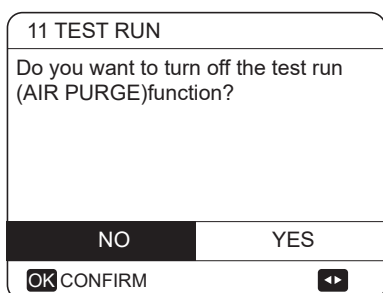 11 TEST RUN
Do you want to turn off the test run
(AIR PURGE)function?
NO YES
OK CONFIRM